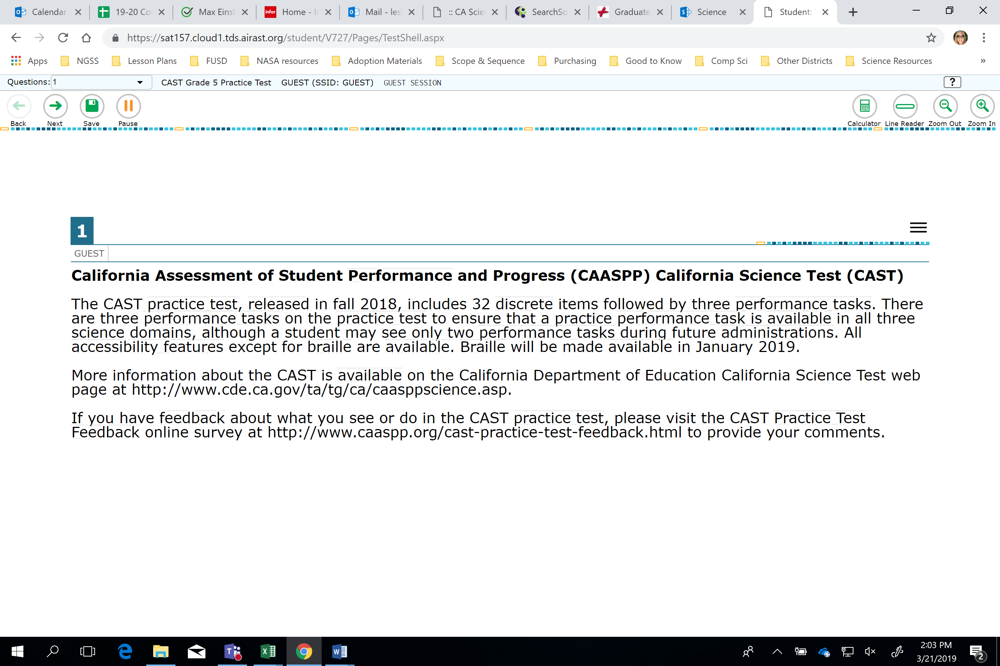 Calendar
19-20 Co
Max Einst
infor Home - I
Mail - lesl
:: CA Scie
SearchSo
Graduate
Science
Student:
https://sat157.cloud1.tds.airast.org/student/V727/Pages/TestShell.aspx
Apps NGSS Lesson Plans FUSD NASA resources Adoption Materials Scope & Sequence Purchasing Good to Know Comp Sci Other Districts Science Resources »
Questions: 1 CAST Grade 5 Practice Test GUEST (SSID: GUEST) GUEST SESSION ?
Back Next Save Pause Calculator Line Reader Zoom Out Zoom In
1
GUEST
California Assessment of Student Performance and Progress (CAASPP) California Science Test (CAST)
The CAST practice test, released in fall 2018, includes 32 discrete items followed by three performance tasks. There
are three performance tasks on the practice test to ensure that a practice performance task is available in all three
science domains, although a student may see only two performance tasks during future administrations. All
accessibility features except for braille are available. Braille will be made available in January 2019.
More information about the CAST is available on the California Department of Education California Science Test web
page at http://www.cde.ca.gov/ta/tg/ca/caasppscience.asp.
If you have feedback about what you see or do in the CAST practice test, please visit the CAST Practice Test
Feedback online survey at http://www.caaspp.org/cast-practice-test-feedback.html to provide your comments.
2:03 PM
3/21/2019
2